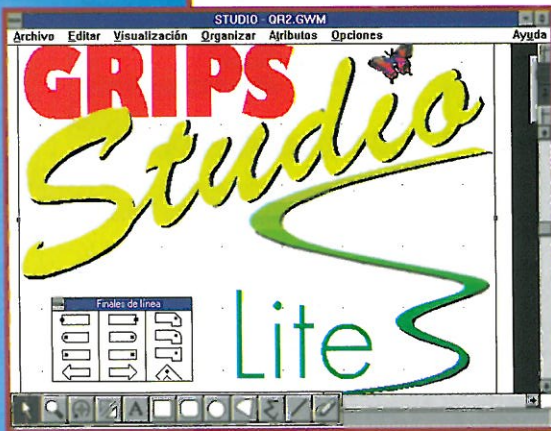 STUDIO - QR2.GWM
Archivo Editar Visualización Organizar Atributos Opciones Ayuda
GRIPS
Studio
Lite
Finales de línea
A